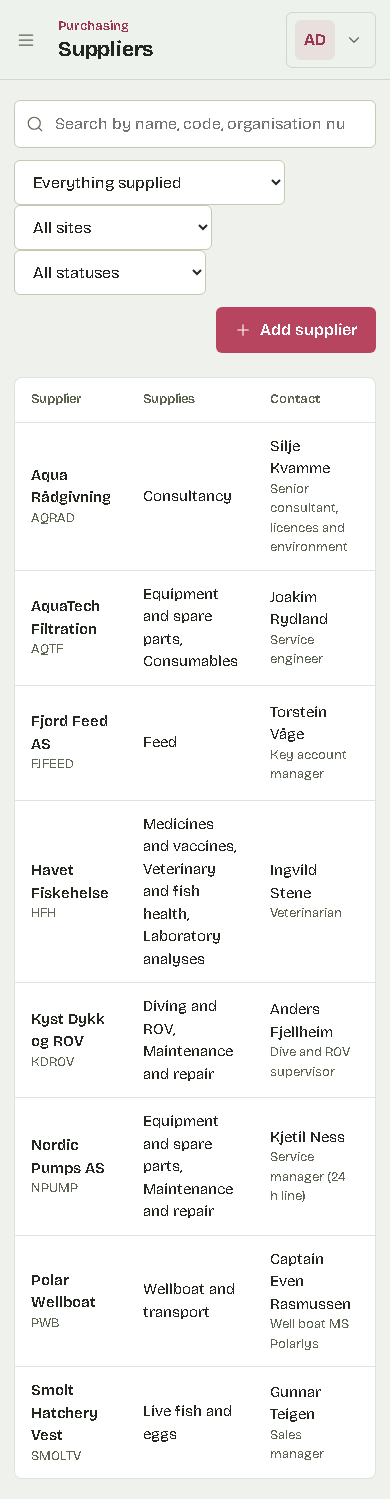 Purchasing
Suppliers
AD
Search by name, code, organisation nu
Everything supplied
All sites
All statuses
Add supplier
Supplier Supplies Contact
Aqua
Rådgivning
AQRAD
Consultancy
Silje
Kvamme
Senior
consultant,
licences and
environment
AquaTech
Filtration
AQTF
Equipment
and spare
parts,
Consumables
Joakim
Rydland
Service
engineer
Fjord Feed
AS
FJFEED
Feed
Torstein
Våge
Key account
manager
Havet
Fiskehelse
HFH
Medicines
and vaccines,
Veterinary
and fish
health,
Laboratory
analyses
Ingvild
Stene
Veterinarian
Kyst Dykk
og ROV
KDROV
Diving and
ROV,
Maintenance
and repair
Anders
Fjellheim
Dive and ROV
supervisor
Nordic
Pumps AS
NPUMP
Equipment
and spare
parts,
Maintenance
and repair
Kjetil Ness
Service
manager (24
h line)
Polar
Wellboat
PWB
Wellboat and
transport
Captain
Even
Rasmussen
Well boat MS
Polarlys
Smolt
Hatchery
Vest
SMOLTV
Live fish and
eggs
Gunnar
Teigen
Sales
manager